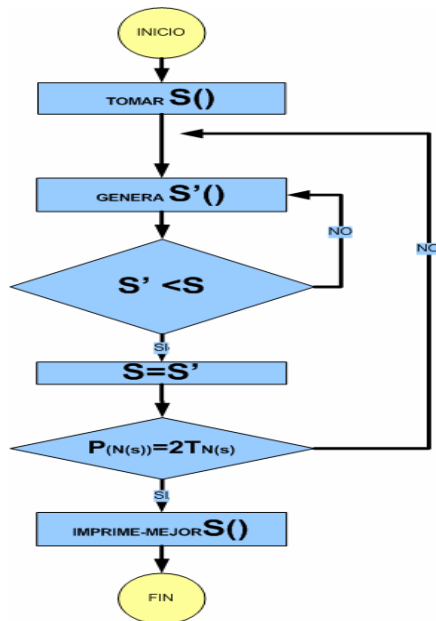 INICIO
TOMAR S()
GENERA S'()
NO
NO
S' <S
SI
S=S'
P(N(s))=2TN(s)
SI
IMPRIME-MEJOR S()
FIN